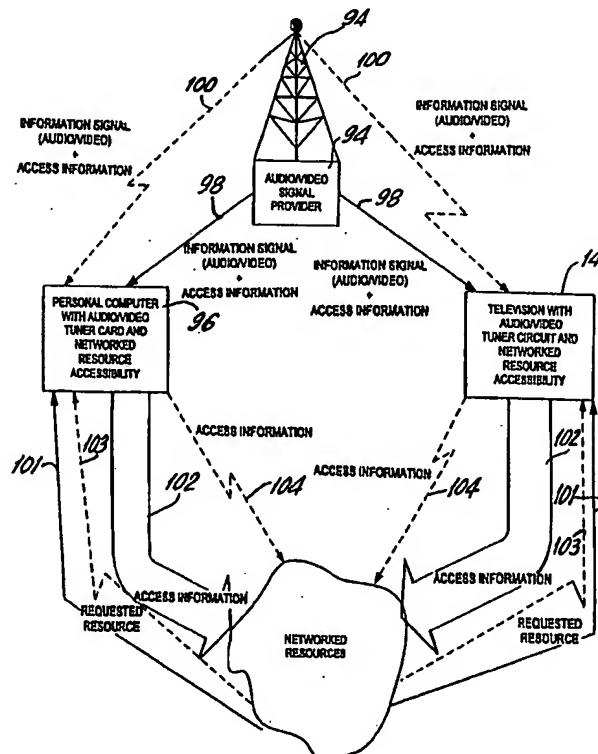 94
100
100
INFORMATION SIGNAL
(AUDIO/VIDEO)
+
ACCESS INFORMATION
INFORMATION SIGNAL
(AUDIO/VIDEO)
+
ACCESS INFORMATION
94
AUDIO/VIDEO
SIGNAL
PROVIDER
98
98
INFORMATION SIGNAL
(AUDIO/VIDEO)
+
ACCESS INFORMATION
INFORMATION SIGNAL
(AUDIO/VIDEO)
+
ACCESS INFORMATION
PERSONAL COMPUTER
WITH AUDIO/VIDEO
TUNER CARD AND
NETWORKED
RESOURCE
ACCESSIBILITY
96
14
TELEVISION WITH
AUDIO/VIDEO
TUNER CIRCUIT AND
NETWORKED
RESOURCE
ACCESSIBILITY
101
103
102
ACCESS INFORMATION
104
ACCESS INFORMATION
104
102
101
103
ACCESS INFORMATION
REQUESTED
RESOURCE
NETWORKED
RESOURCES
ACCESS INFORMATION
REQUESTED
RESOURCE